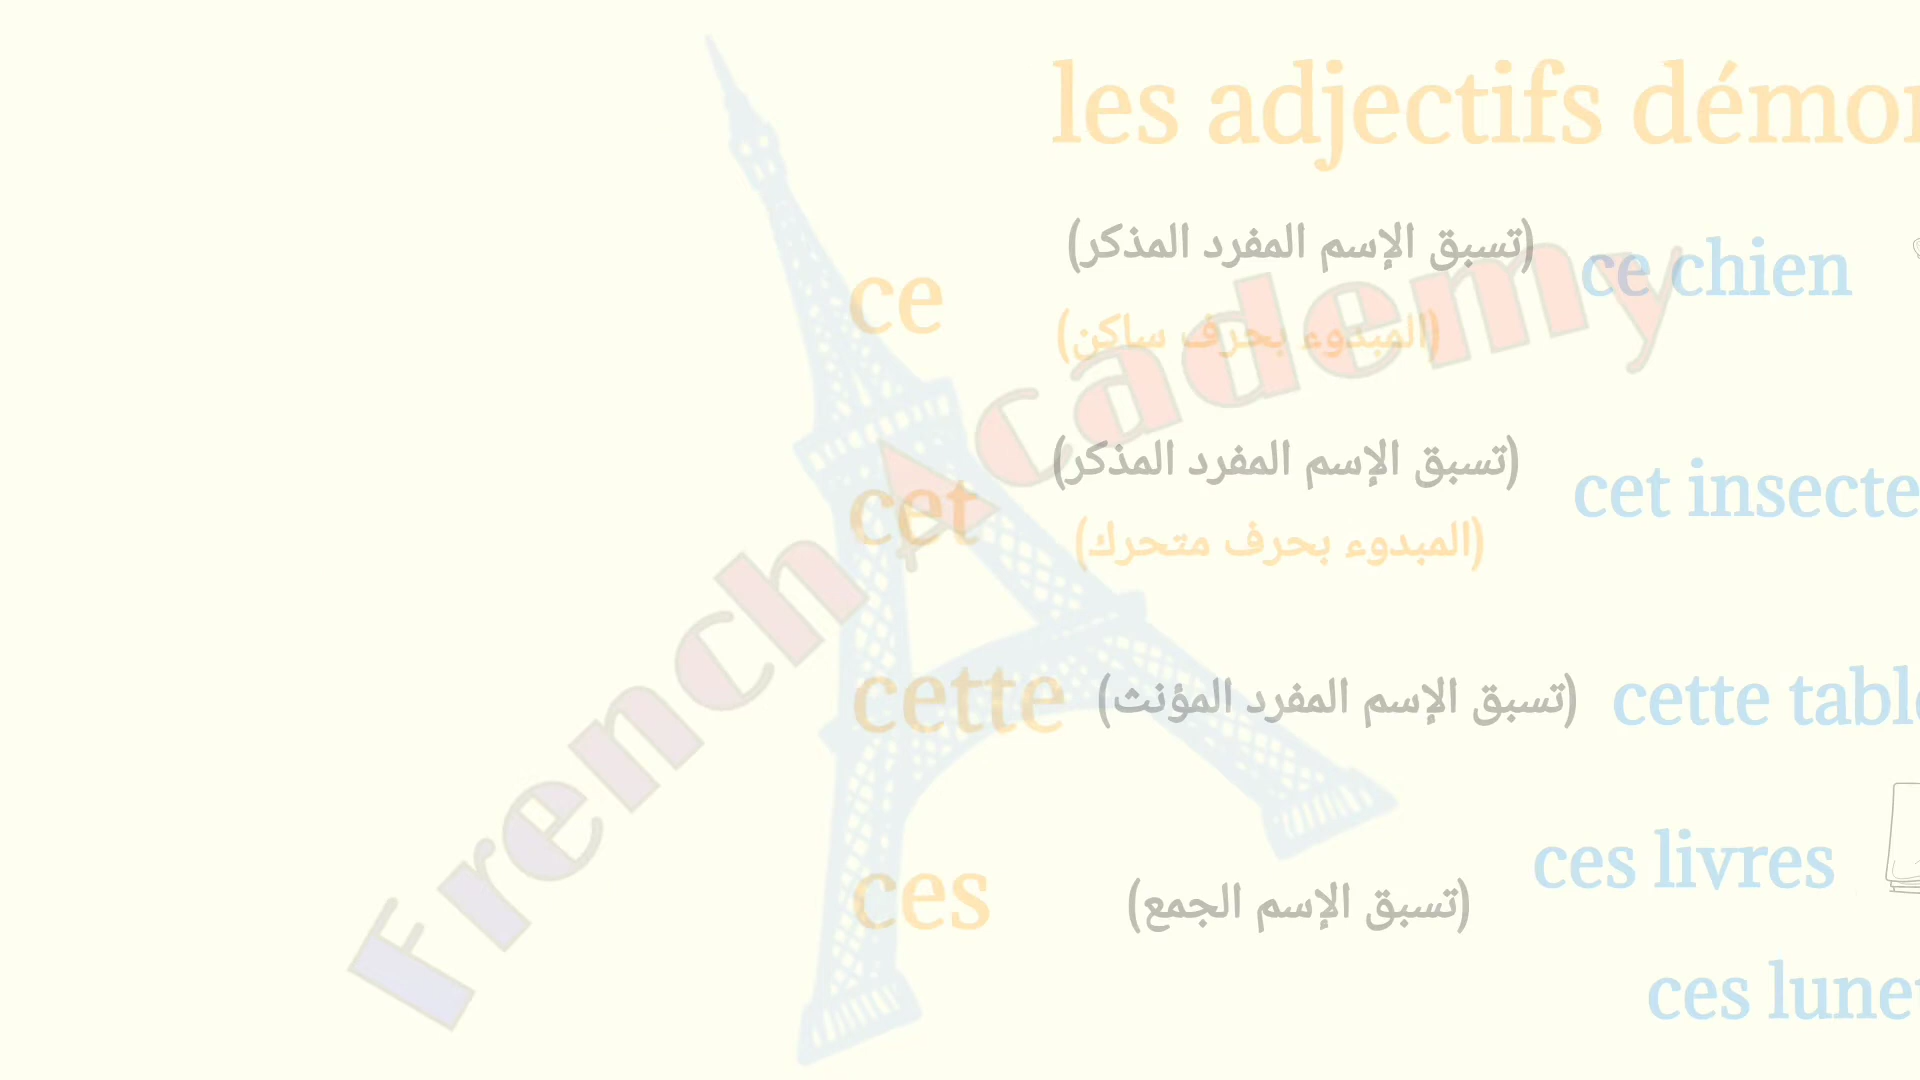 les adjectifs démon
ce
(تسبق الإسم المفرد المذكر)
(المبدوء بحرف ساكن)
ce chien
cet
(تسبق الإسم المفرد المذكر)
(المبدوء بحرف متحرك)
cet insecte
cette
(تسبق الإسم المفرد المؤنث)
cette table
ces
(تسبق الإسم الجمع)
ces livres
ces lunet
French Academy